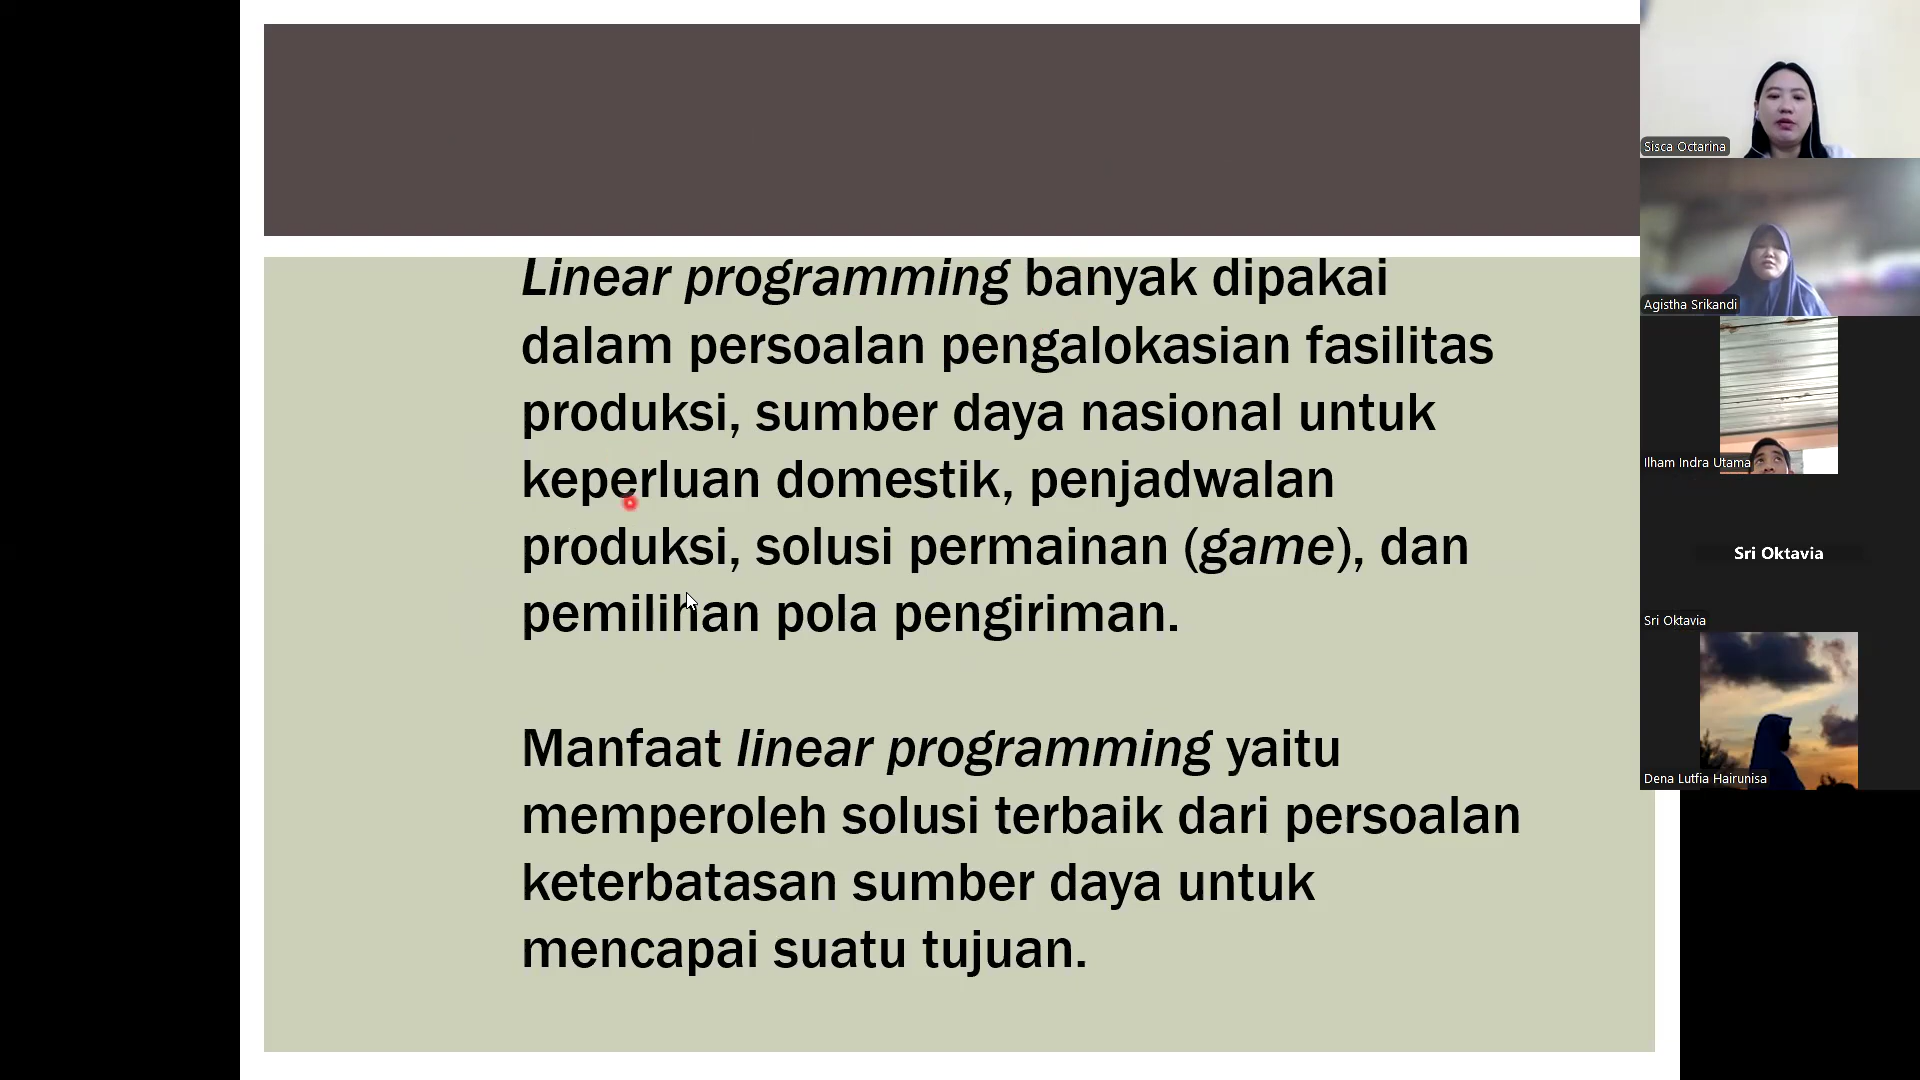 Linear programming banyak dipakai
dalam persoalan pengalokasian fasilitas
produksi, sumber daya nasional untuk
keperluan domestik, penjadwalan
produksi, solusi permainan (game), dan
pemilihan pola pengiriman.
Manfaat linear programming yaitu
memperoleh solusi terbaik dari persoalan
keterbatasan sumber daya untuk
mencapai suatu tujuan.
Sisca Octarina
Agistha Srikandi
Ilham Indra Utama
Sri Oktavia
Sri Oktavia
Dena Lutfia Hairunisa